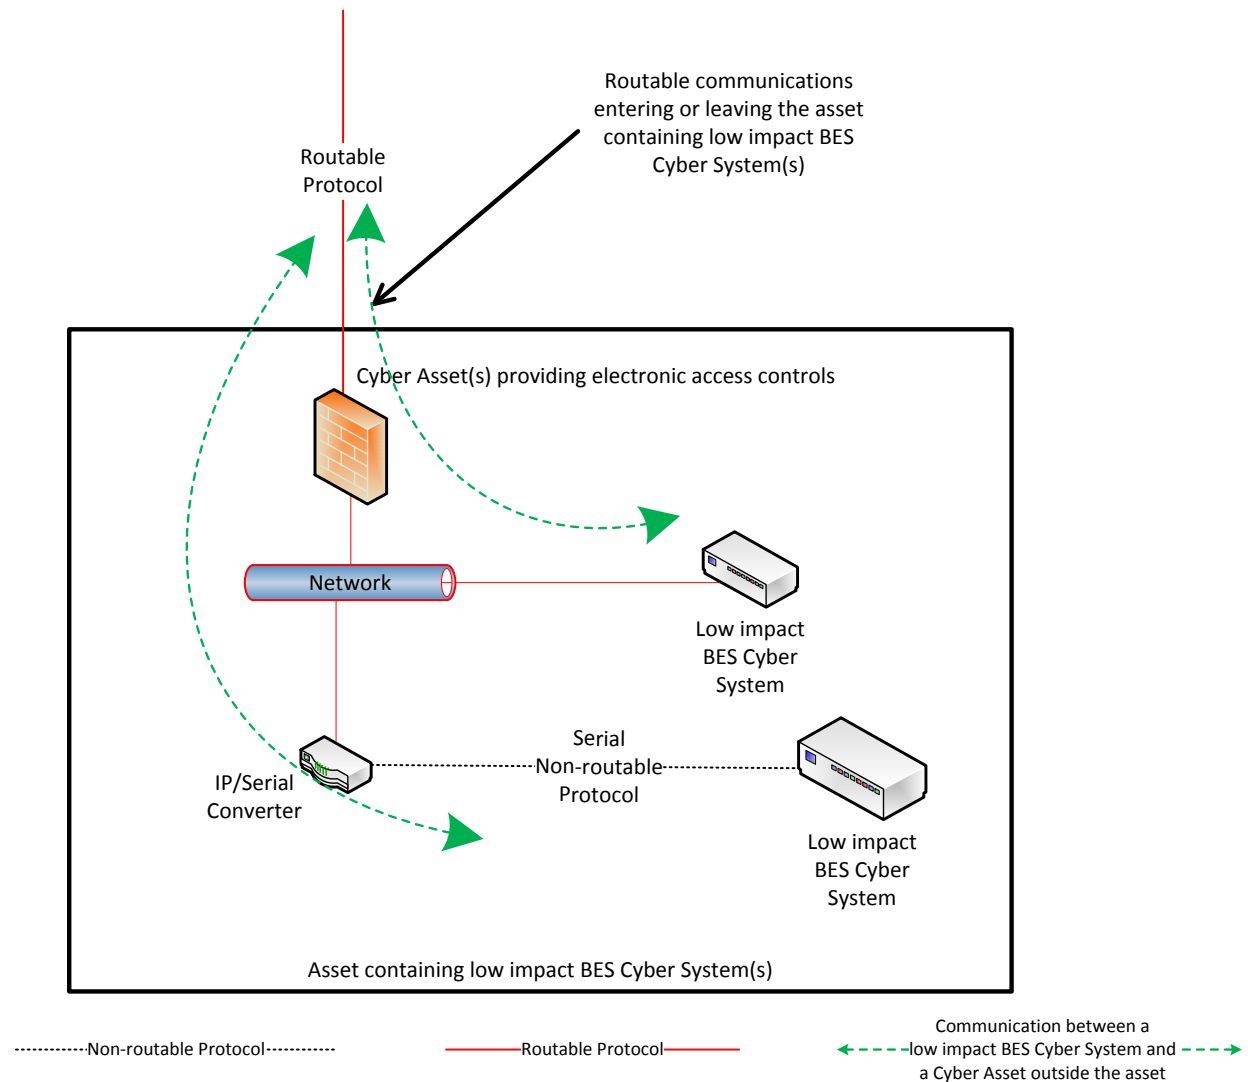 Routable communications
entering or leaving the asset
containing low impact BES
Cyber System(s)
Routable
Protocol
Cyber Asset(s) providing electronic access controls
Network
Low impact
BES Cyber
System
Serial
Non-routable
Protocol
IP/Serial
Converter
Low impact
BES Cyber
System
Asset containing low impact BES Cyber System(s)
Non-routable Protocol
Routable Protocol
Communication between a
low impact BES Cyber System and
a Cyber Asset outside the asset